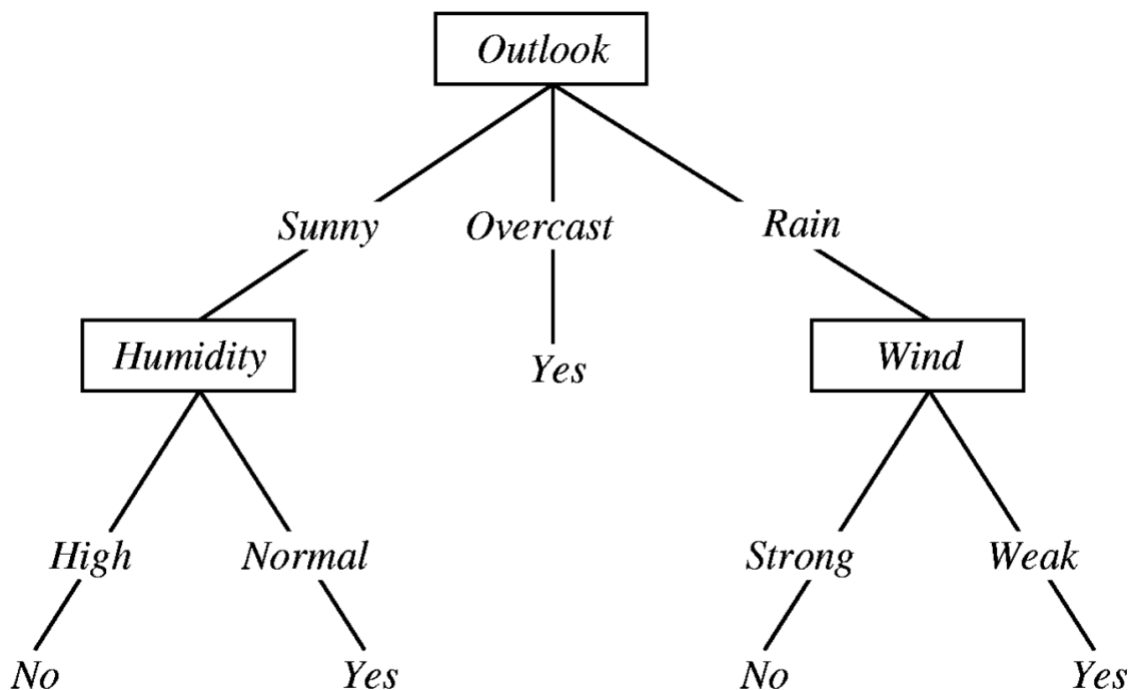 Outlook
Sunny Overcast Rain
Humidity Yes Wind
High Normal Strong Weak
No Yes No Yes